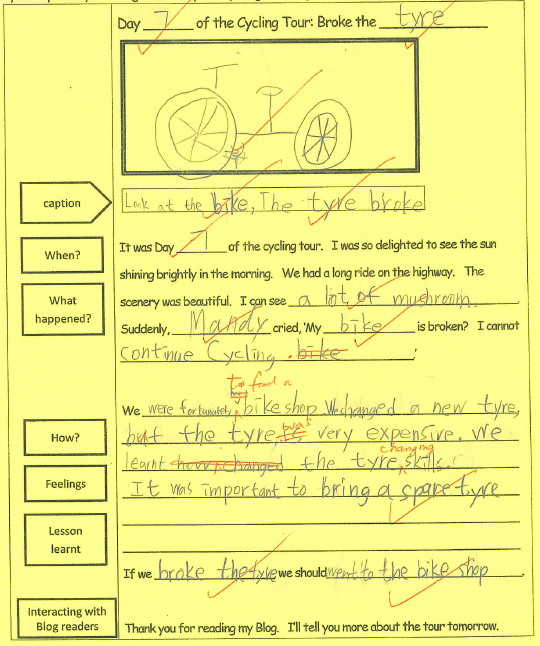 Day 7 of the Cycling Tour: Broke the tyre
caption
Look at the bike, The tyre broke
When?
It was Day 7 of the cycling tour. I was so delighted to see the sun
shining brightly in the morning. We had a long ride on the highway. The
What happened?
scenery was beautiful. I can see a lot of mushroom.
Suddenly, Mandy cried, 'My bike is broken? I cannot
continue Cycling. bike
to find a
We were fortunately bike shop. We changed a new tyre,
How?
but the tyre was very expensive. We
changing
learnt how changed the tyre skills.
Feelings
It was important to bring a spare tyre
Lesson learnt
If we broke the tyre we should went to the bike shop.
Interacting with Blog readers
Thank you for reading my Blog. I'll tell you more about the tour tomorrow.